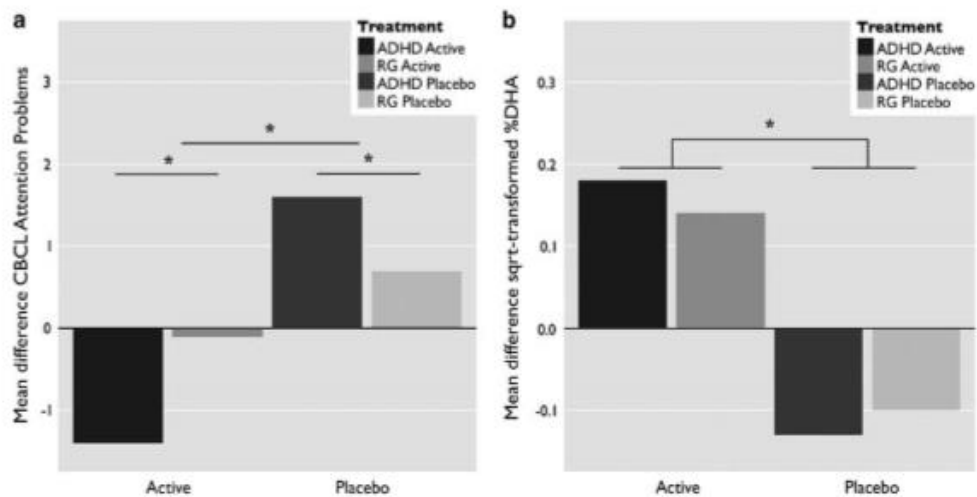 a
Treatment
ADHD Active
RG Active
ADHD Placebo
RG Placebo
Mean difference CBCL Attention Problems
3
2
1
0
-1
*
*
*
Active
Placebo
b
Treatment
ADHD Active
RG Active
ADHD Placebo
RG Placebo
Mean difference sqrt-transformed %DHA
0.3
0.2
0.1
0.0
-0.1
*
Active
Placebo